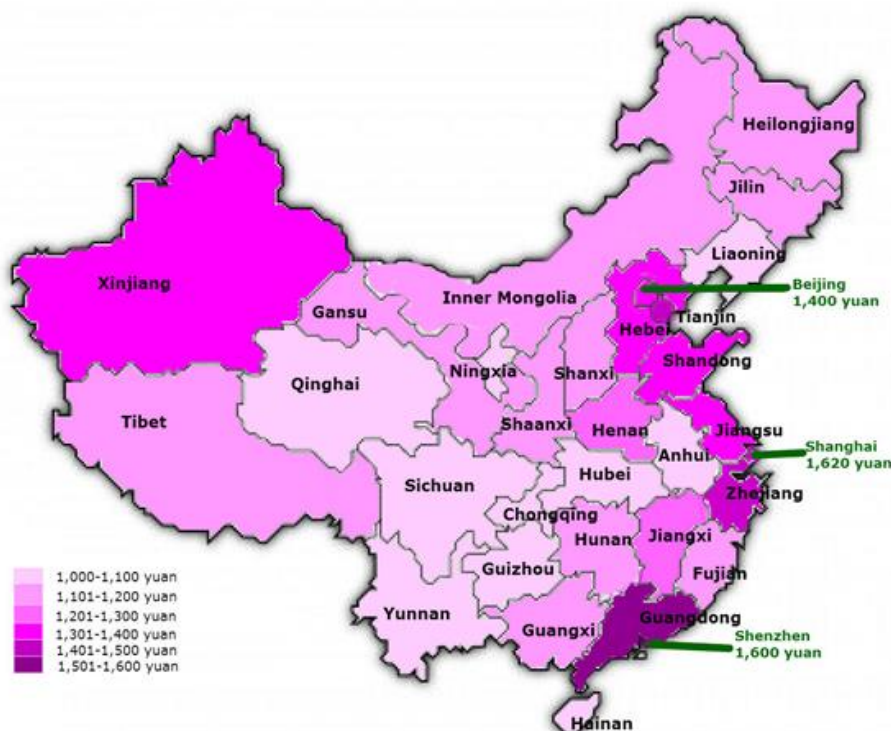 Heilongjiang
Jilin
Liaoning
Xinjiang
Beijing
1,400 yuan
Inner Mongolia
Gansu
Tianjin
Hebei
Shandong
Qinghai
Ningxia
Shanxi
Tibet
Shaanxi
Henan
Jiangsu
Shanghai
1,620 yuan
Anhui
Hubei
Sichuan
Zhejiang
Chongqing
Hunan
Jiangxi
Guizhou
Fujian
Yunnan
Guangxi
Guangdong
Shenzhen
1,600 yuan
Hainan
1,000-1,100 yuan
1,101-1,200 yuan
1,201-1,300 yuan
1,301-1,400 yuan
1,401-1,500 yuan
1,501-1,600 yuan